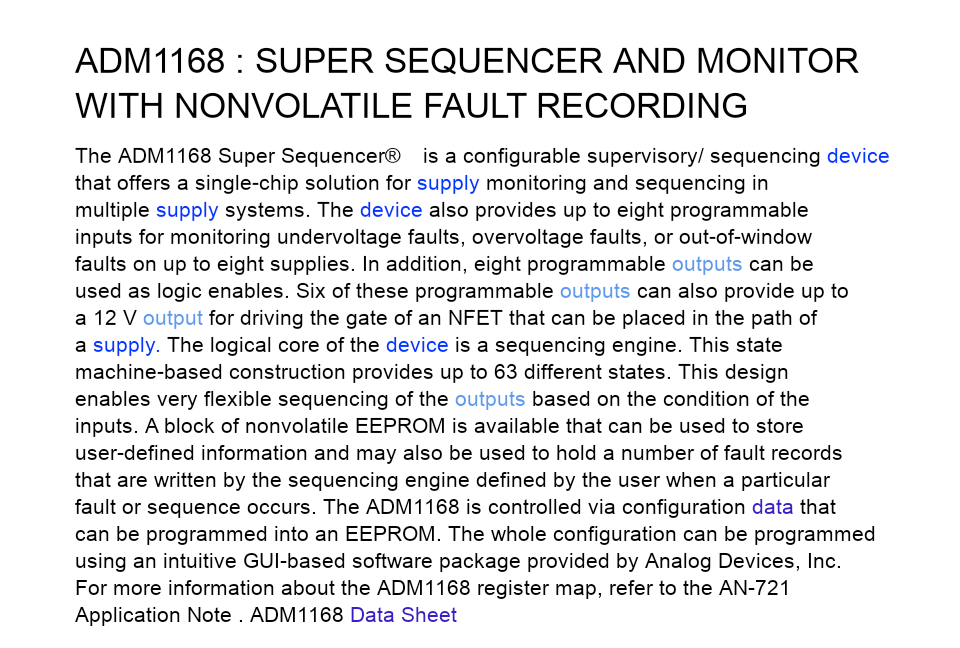 ADM1168 : SUPER SEQUENCER AND MONITOR
WITH NONVOLATILE FAULT RECORDING
The ADM1168 Super Sequencer® is a configurable supervisory/ sequencing device
that offers a single-chip solution for supply monitoring and sequencing in
multiple supply systems. The device also provides up to eight programmable
inputs for monitoring undervoltage faults, overvoltage faults, or out-of-window
faults on up to eight supplies. In addition, eight programmable outputs can be
used as logic enables. Six of these programmable outputs can also provide up to
a 12 V output for driving the gate of an NFET that can be placed in the path of
a supply. The logical core of the device is a sequencing engine. This state
machine-based construction provides up to 63 different states. This design
enables very flexible sequencing of the outputs based on the condition of the
inputs. A block of nonvolatile EEPROM is available that can be used to store
user-defined information and may also be used to hold a number of fault records
that are written by the sequencing engine defined by the user when a particular
fault or sequence occurs. The ADM1168 is controlled via configuration data that
can be programmed into an EEPROM. The whole configuration can be programmed
using an intuitive GUI-based software package provided by Analog Devices, Inc.
For more information about the ADM1168 register map, refer to the AN-721
Application Note . ADM1168 Data Sheet